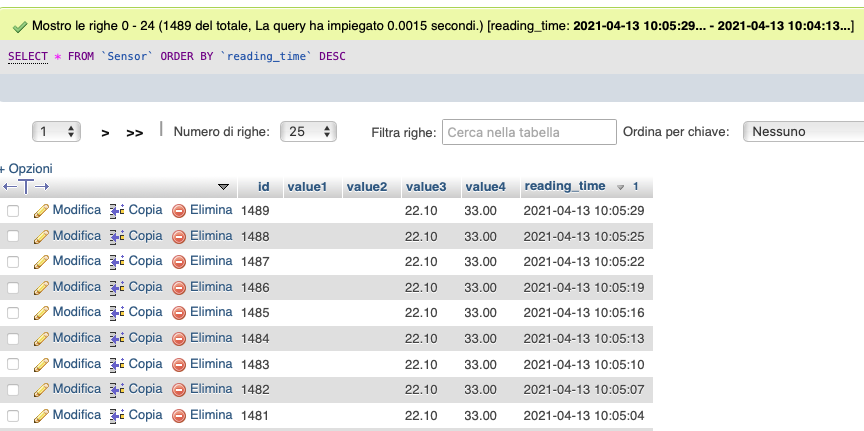 Mostro le righe 0 - 24 (1489 del totale, La query ha impiegato 0.0015 secondi.) [reading_time: 2021-04-13 10:05:29... - 2021-04-13 10:04:13...]
SELECT * FROM `Sensor` ORDER BY `reading_time` DESC
1 > >> | Numero di righe: 25 Filtra righe: Cerca nella tabella Ordina per chiave: Nessuno
+ Opzioni
←T→ id value1 value2 value3 value4 reading_time 1
Modifica Copia Elimina 1489 22.10 33.00 2021-04-13 10:05:29
Modifica Copia Elimina 1488 22.10 33.00 2021-04-13 10:05:25
Modifica Copia Elimina 1487 22.10 33.00 2021-04-13 10:05:22
Modifica Copia Elimina 1486 22.10 33.00 2021-04-13 10:05:19
Modifica Copia Elimina 1485 22.10 33.00 2021-04-13 10:05:16
Modifica Copia Elimina 1484 22.10 33.00 2021-04-13 10:05:13
Modifica Copia Elimina 1483 22.10 33.00 2021-04-13 10:05:10
Modifica Copia Elimina 1482 22.10 33.00 2021-04-13 10:05:07
Modifica Copia Elimina 1481 22.10 33.00 2021-04-13 10:05:04